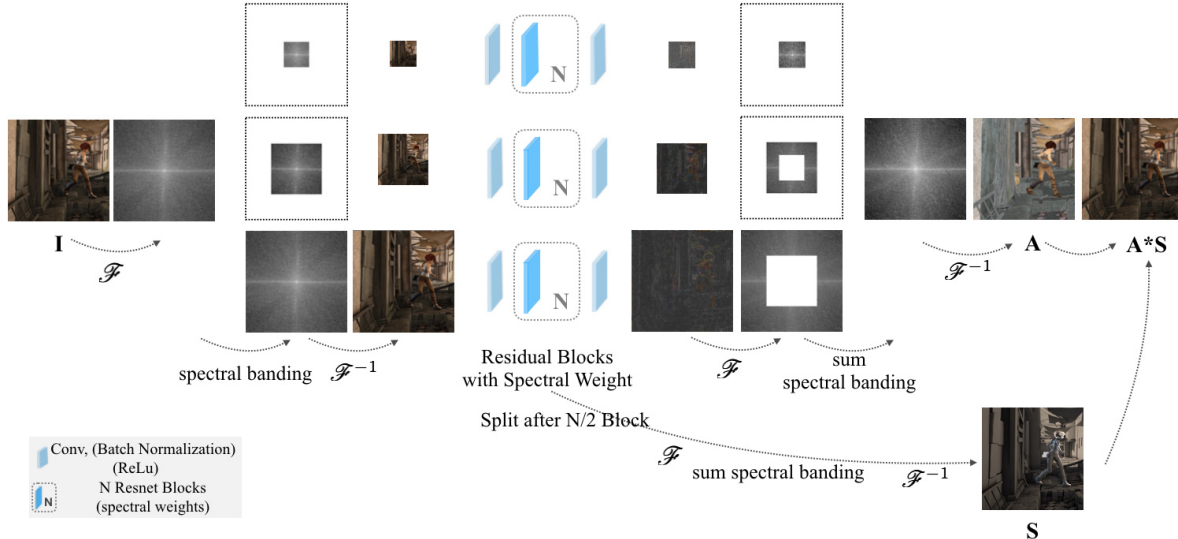 N
N
I
ℱ
A
A*S
ℱ⁻¹
N
spectral banding
ℱ⁻¹
Residual Blocks
with Spectral Weight
ℱ
sum
spectral banding
Split after N/2 Block
ℱ
sum spectral banding
ℱ⁻¹
S
Conv, (Batch Normalization)
(ReLu)
N
N Resnet Blocks
(spectral weights)